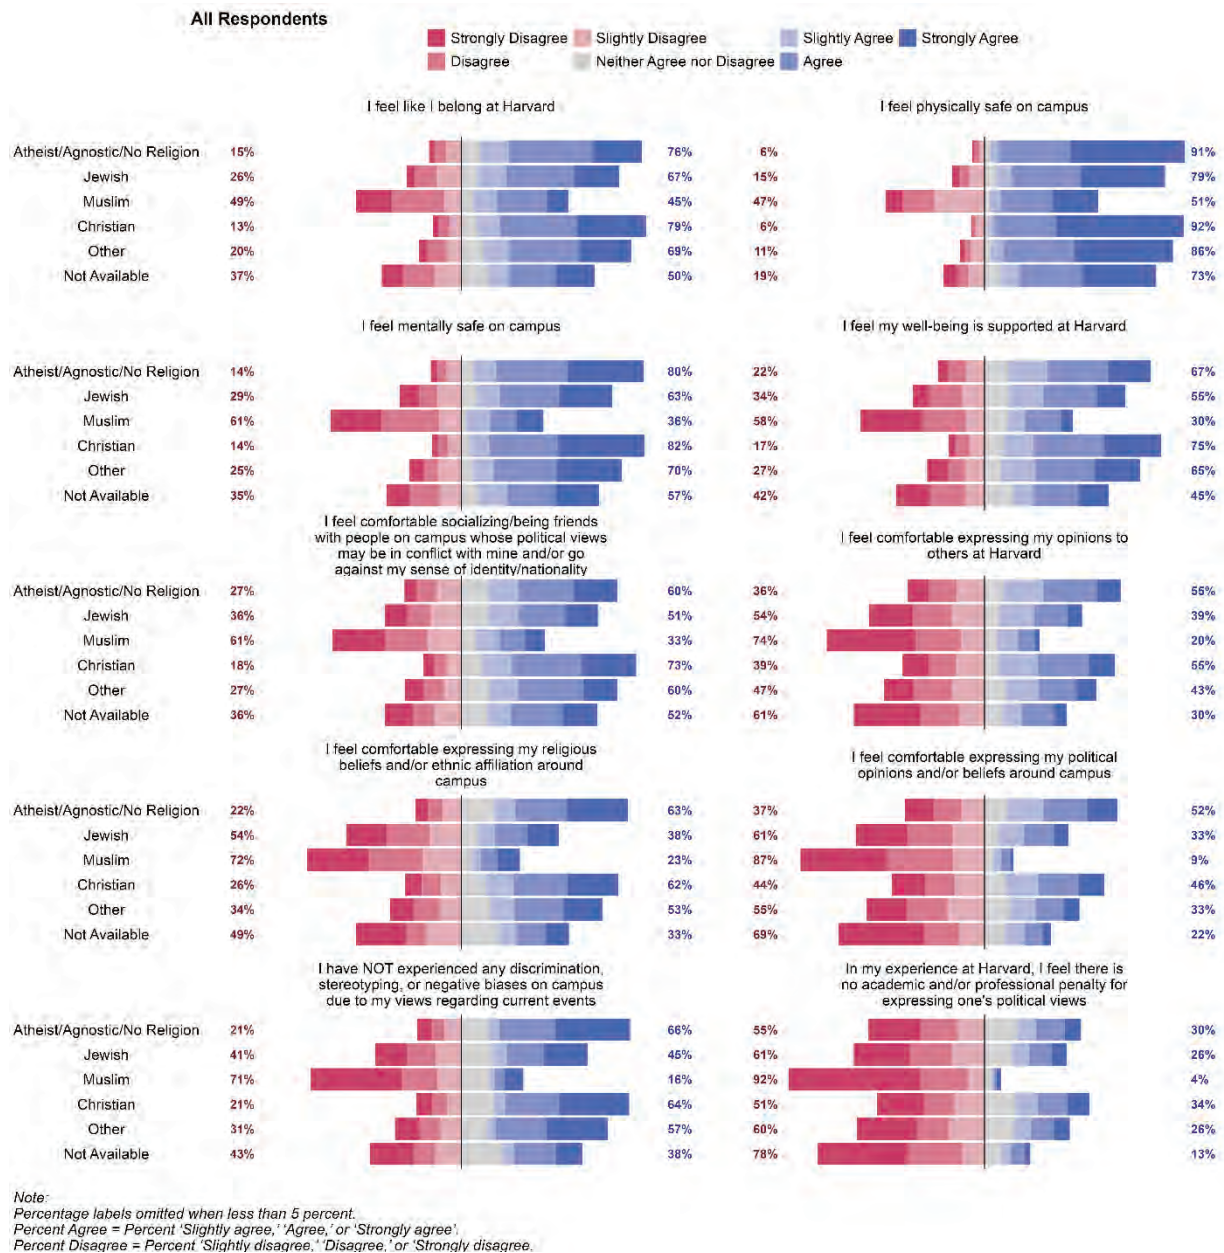 All Respondents
Strongly Disagree Slightly Disagree Slightly Agree Strongly Agree
Disagree Neither Agree nor Disagree Agree
I feel like I belong at Harvard I feel physically safe on campus
Atheist/Agnostic/No Religion 15% 76% 6% 91%
Jewish 26% 67% 15% 79%
Muslim 49% 45% 47% 51%
Christian 13% 79% 6% 92%
Other 20% 69% 11% 86%
Not Available 37% 50% 19% 73%
I feel mentally safe on campus I feel my well-being is supported at Harvard
Atheist/Agnostic/No Religion 14% 80% 22% 67%
Jewish 29% 63% 34% 55%
Muslim 61% 36% 58% 30%
Christian 14% 82% 17% 75%
Other 25% 70% 27% 65%
Not Available 35% 57% 42% 45%
I feel comfortable socializing/being friends
with people on campus whose political views
may be in conflict with mine and/or go
against my sense of identity/nationality
I feel comfortable expressing my opinions to
others at Harvard
Atheist/Agnostic/No Religion 27% 60% 36% 55%
Jewish 36% 51% 54% 39%
Muslim 61% 33% 74% 20%
Christian 18% 73% 39% 55%
Other 27% 60% 47% 43%
Not Available 36% 52% 61% 30%
I feel comfortable expressing my religious
beliefs and/or ethnic affiliation around
campus
I feel comfortable expressing my political
opinions and/or beliefs around campus
Atheist/Agnostic/No Religion 22% 63% 37% 52%
Jewish 54% 38% 61% 33%
Muslim 72% 23% 87% 9%
Christian 26% 62% 44% 46%
Other 34% 53% 55% 33%
Not Available 49% 33% 69% 22%
I have NOT experienced any discrimination,
stereotyping, or negative biases on campus
due to my views regarding current events
In my experience at Harvard, I feel there is
no academic and/or professional penalty for
expressing one's political views
Atheist/Agnostic/No Religion 21% 66% 55% 30%
Jewish 41% 45% 61% 26%
Muslim 71% 16% 92% 4%
Christian 21% 64% 51% 34%
Other 31% 57% 60% 26%
Not Available 43% 38% 78% 13%
Note:
Percentage labels omitted when less than 5 percent.
Percent Agree = Percent 'Slightly agree,' 'Agree,' or 'Strongly agree'.
Percent Disagree = Percent 'Slightly disagree,' 'Disagree,' or 'Strongly disagree.